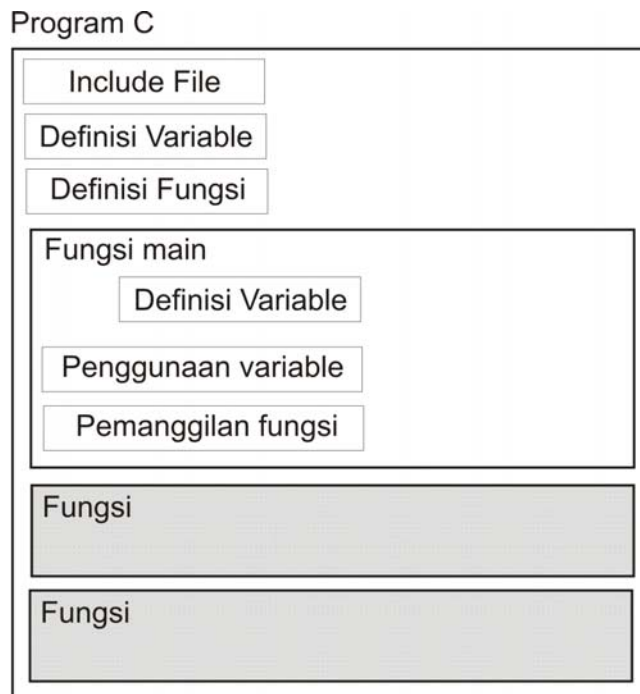 Program C
Include File
Definisi Variable
Definisi Fungsi
Fungsi main
Definisi Variable
Penggunaan variable
Pemanggilan fungsi
Fungsi
Fungsi